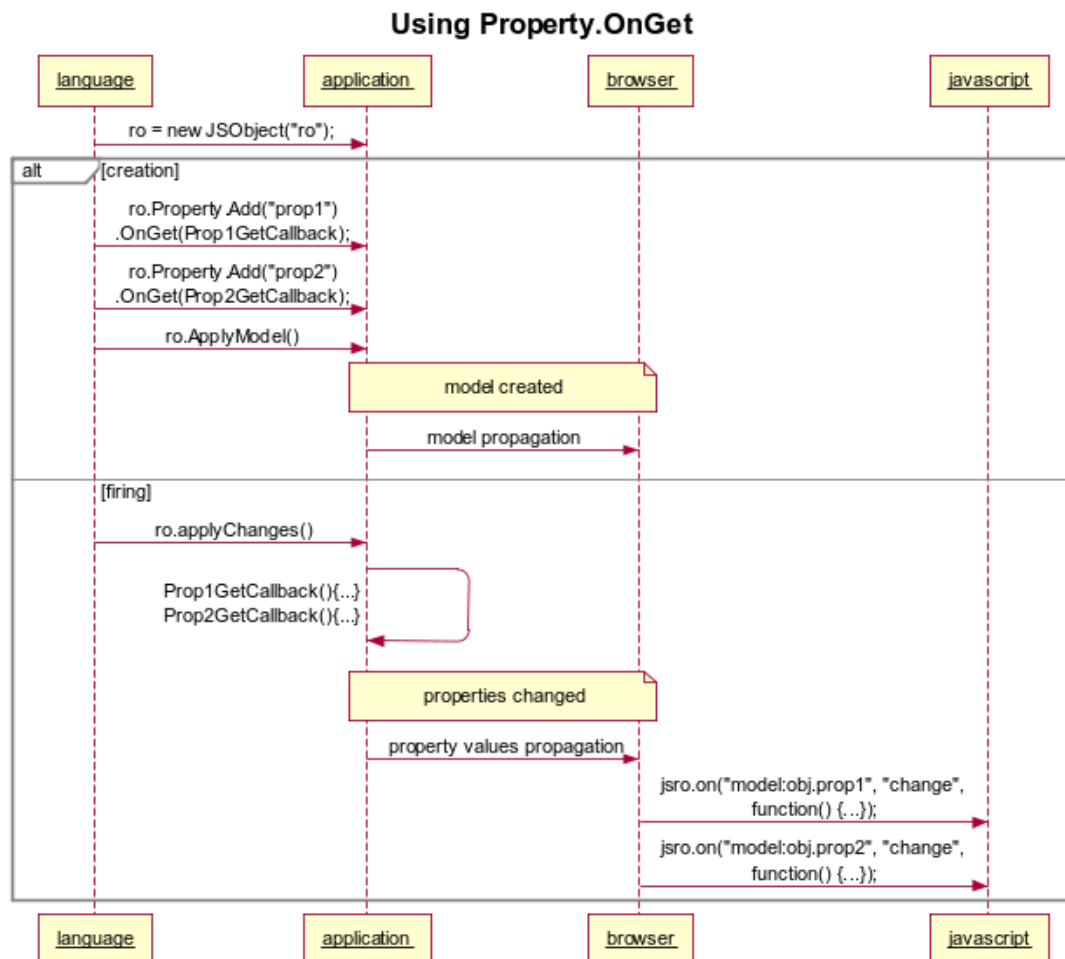 Using Property.OnGet
language
application
browser
javascript
ro = new JSObject("ro");
alt
[creation]
ro.Property.Add("prop1")
.OnGet(Prop1GetCallback);
ro.Property.Add("prop2")
.OnGet(Prop2GetCallback);
ro.ApplyModel()
model created
model propagation
[firing]
ro.applyChanges()
Prop1GetCallback(){...}
Prop2GetCallback(){...}
properties changed
property values propagation
jsro.on("model:obj.prop1", "change",
function() {...});
jsro.on("model:obj.prop2", "change",
function() {...});
language
application
browser
javascript